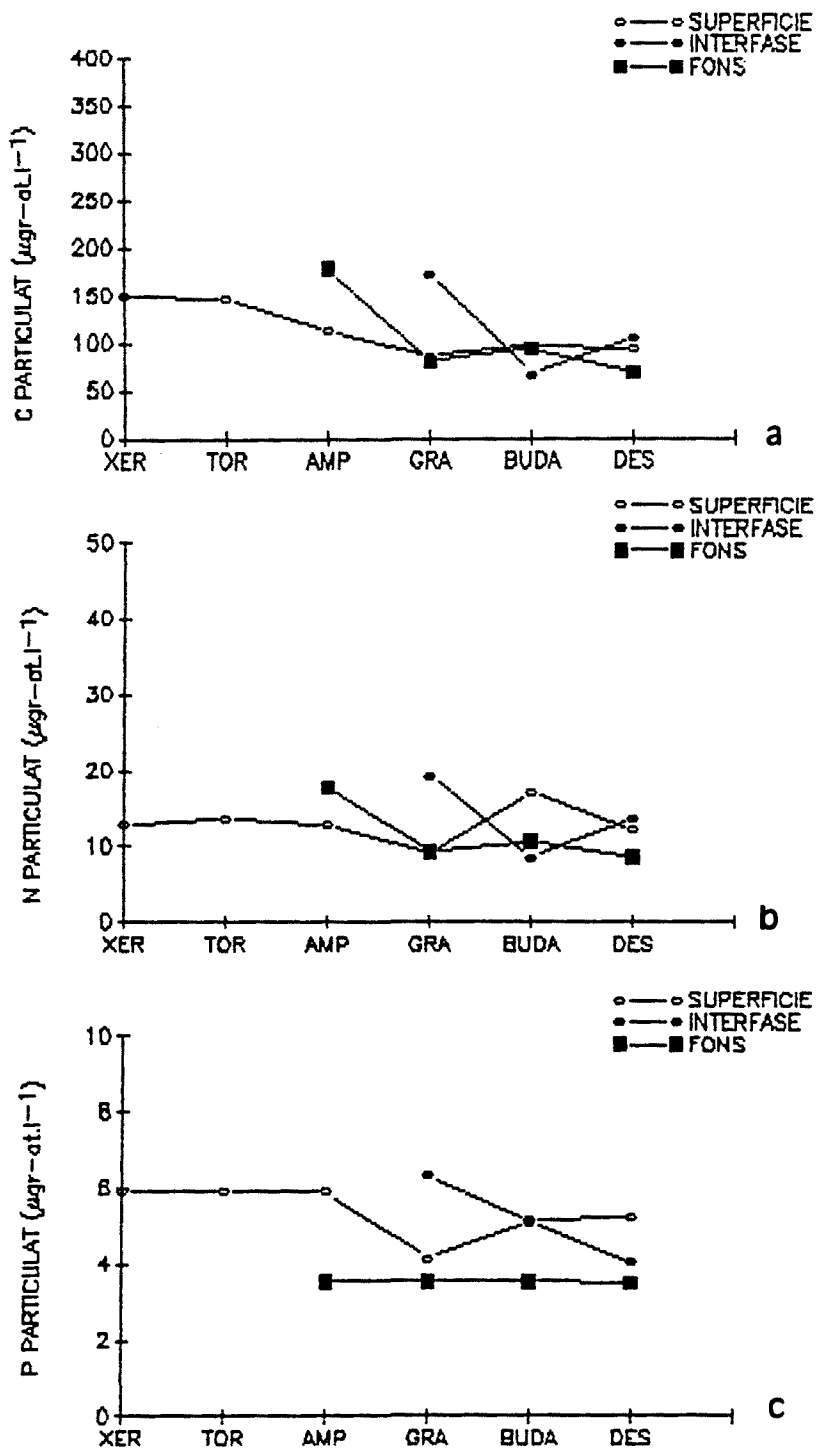 SUPERFICIE
INTERFASE
FONS
C PARTICULAT (µgr-at.l-1)
400
350
300
250
200
150
100
50
0
XER TOR AMP GRA BUDA DES
a
SUPERFICIE
INTERFASE
FONS
N PARTICULAT (µgr-at.l-1)
50
40
30
20
10
0
XER TOR AMP GRA BUDA DES
b
SUPERFICIE
INTERFASE
FONS
P PARTICULAT (µgr-at.l-1)
10
8
6
4
2
0
XER TOR AMP GRA BUDA DES
c